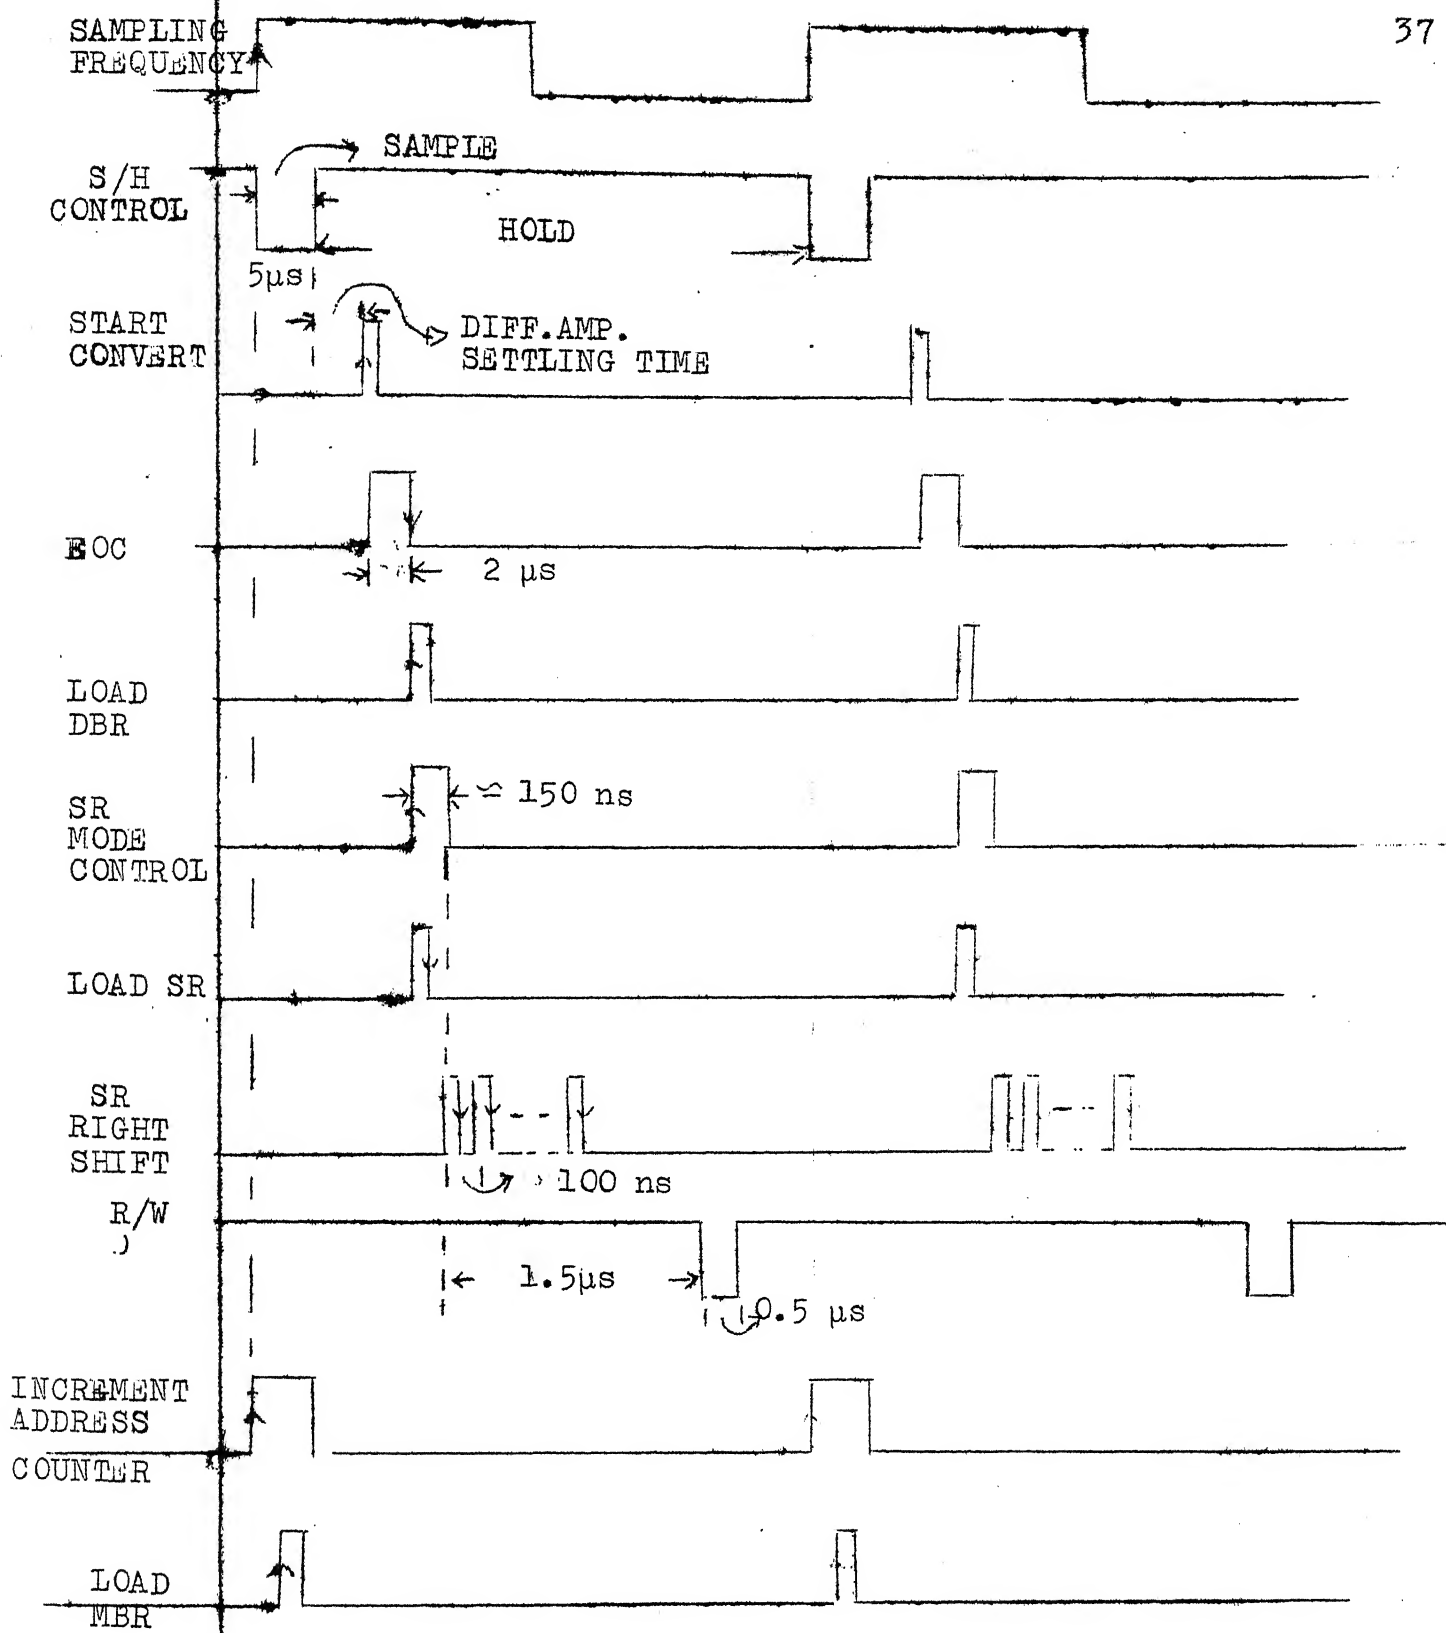 37
SAMPLING
FREQUENCY
SAMPLE
S/H
CONTROL
HOLD
5μs
START
CONVERT
DIFF.AMP.
SETTLING TIME
EOC
2 μs
LOAD
DBR
SR
MODE
CONTROL
≃ 150 ns
LOAD SR
SR
RIGHT
SHIFT
100 ns
R/W
1.5μs
0.5 μs
INCREMENT
ADDRESS
COUNTER
LOAD
MBR